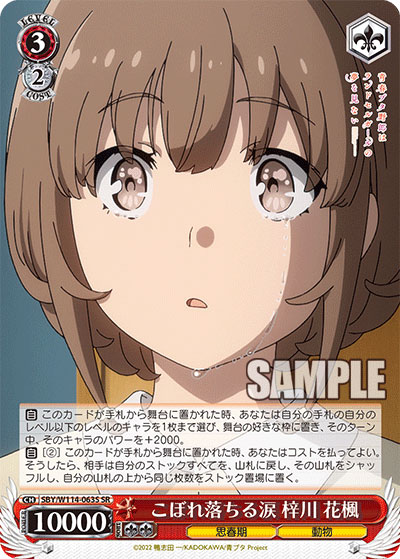 LEVEL
3
2
COST
青春ブタ野郎は
ランドセルガールの
夢を見ない
SAMPLE
自 このカードが手札から舞台に置かれた時、あなたは自分の手札の自分の
レベル以下のレベルのキャラを1枚まで選び、舞台の好きな枠に置き、そのターン
中、そのキャラのパワーを+2000。
自 [②] このカードが手札から舞台に置かれた時、あなたはコストを払ってよい。
そうしたら、相手は自分のストックすべてを、山札に戻し、その山札をシャッ
フルし、自分の山札の上から同じ枚数をストック置場に置く。
CH SBY/W114-063S SR
こぼれ落ちる涙 梓川 花楓
10000
思春期
動物
©2022 鴨志田 一/KADOKAWA/青ブタ Project